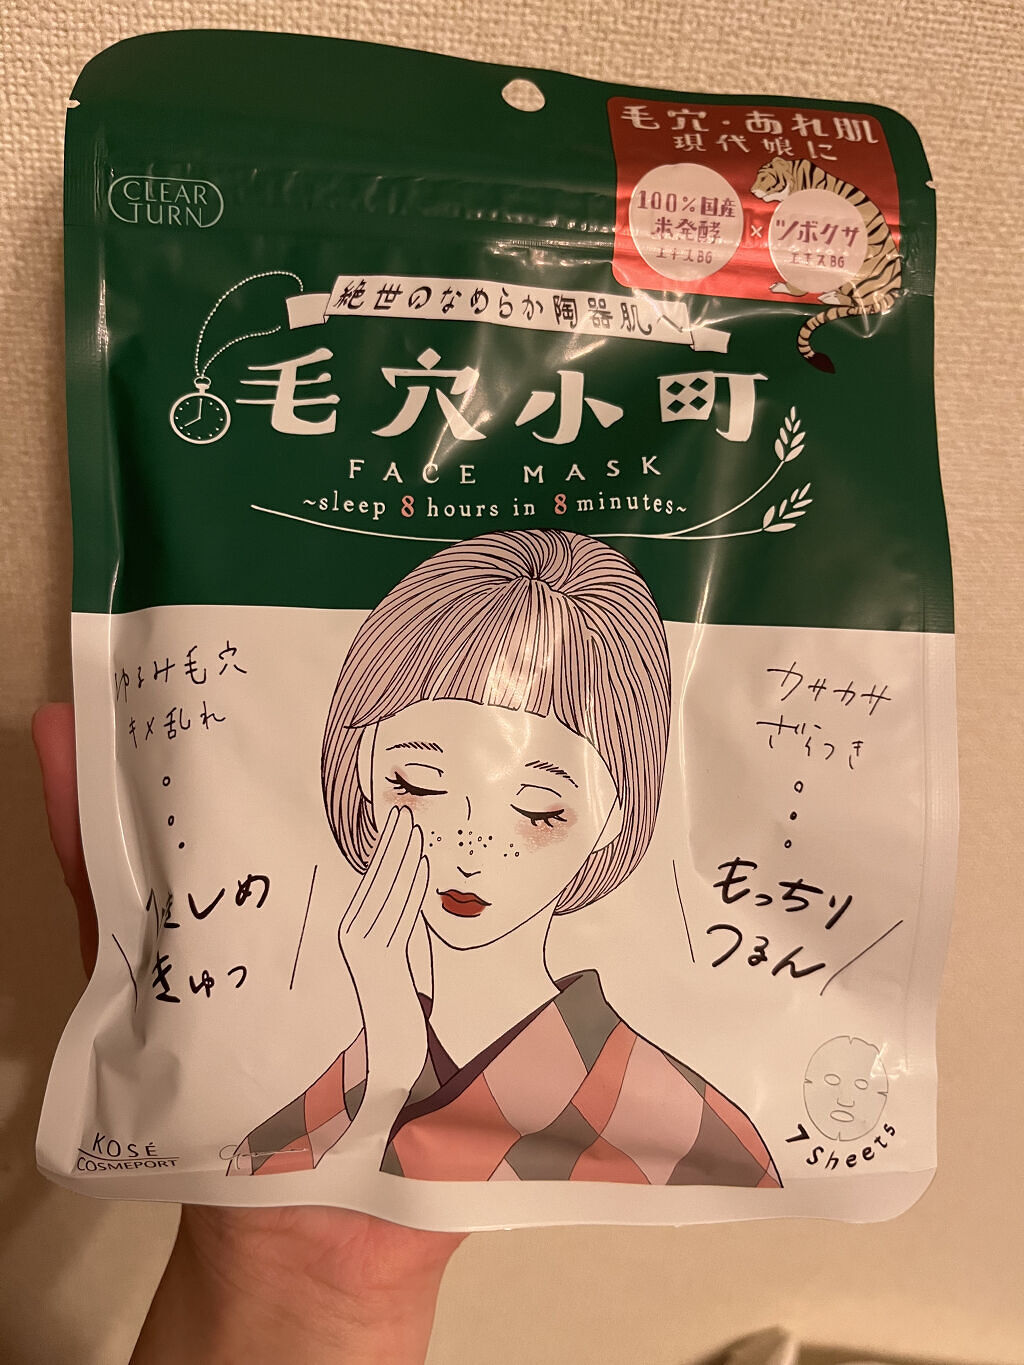 CLEAR
TURN
毛穴・あれ肌
現代娘に
100%国産
米発酵
エキスBG
×
ツボクサ
エキスBG
絶世のなめらか陶器肌へ
毛穴小町
FACE MASK
~sleep 8 hours in 8 minutes~
ゆるみ毛穴
キメ乱れ
カサカサ
ざらつき
もっちり
つるん
きゅっ
7 Sheets
KOSÉ
COSMEPORT